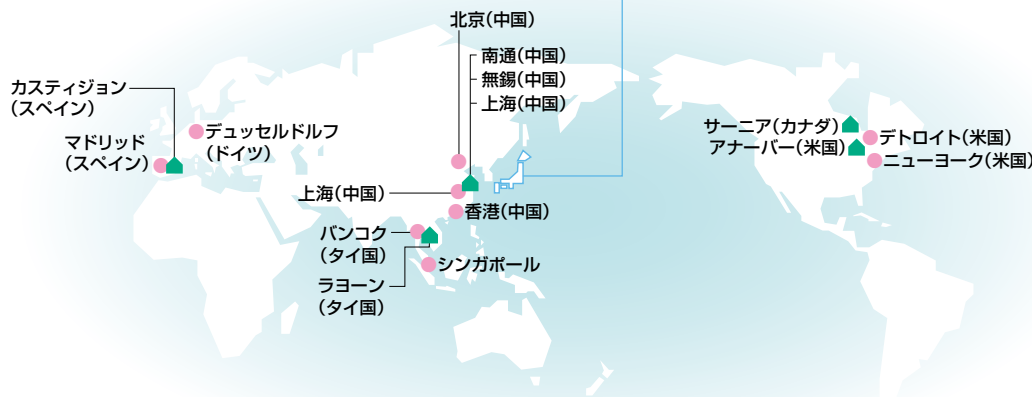 北京(中国)
南通(中国)
無錫(中国)
上海(中国)
カスティジョン
(スペイン)
マドリッド
(スペイン)
デュッセルドルフ
(ドイツ)
上海(中国)
香港(中国)
バンコク
(タイ国)
シンガポール
ラヨーン
(タイ国)
サーニア(カナダ)
アナーバー(米国)
デトロイト(米国)
ニューヨーク(米国)